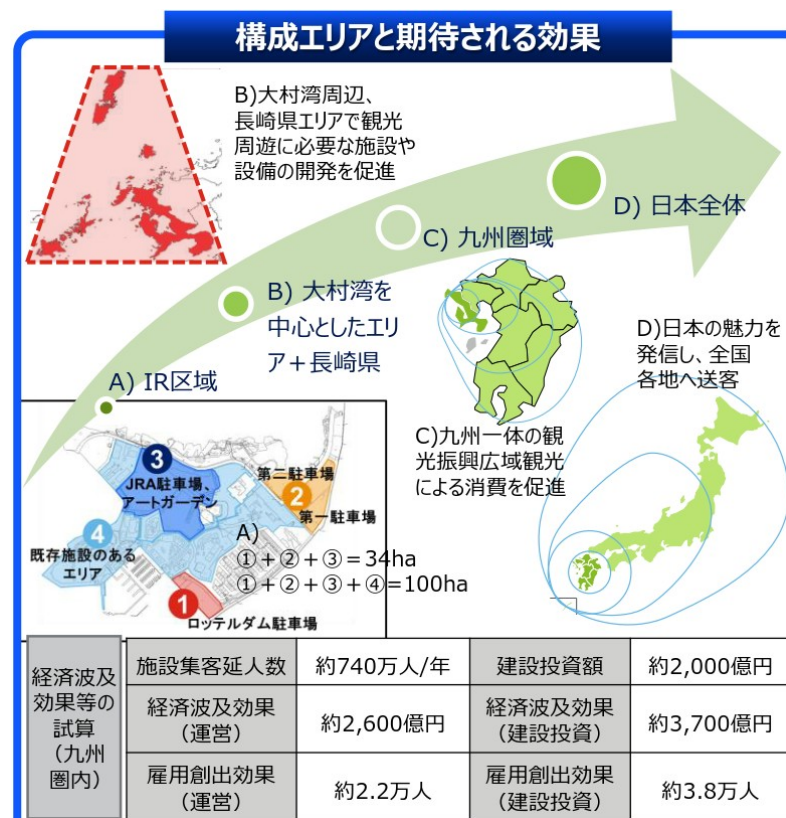 構成エリアと期待される効果
B)大村湾周辺、
長崎県エリアで観光
周遊に必要な施設や
設備の開発を促進
D) 日本全体
C) 九州圏域
B) 大村湾を
中心としたエリ
ア＋長崎県
A) IR区域
D)日本の魅力を
発信し、全国
各地へ送客
C)九州一体の観
光振興広域観光
による消費を促進
3
JRA駐車場、
アートガーデン
第二駐車場
2
第一駐車場
4
既存施設のある
エリア
A)
①＋②＋③＝34ha
①＋②＋③＋④=100ha
1
ロッテルダム駐車場
経済波及
効果等の
試算
（九州
圏内）
施設集客延人数
約740万人/年
建設投資額
約2,000億円
経済波及効果
（運営）
約2,600億円
経済波及効果
（建設投資）
約3,700億円
雇用創出効果
（運営）
約2.2万人
雇用創出効果
（建設投資）
約3.8万人